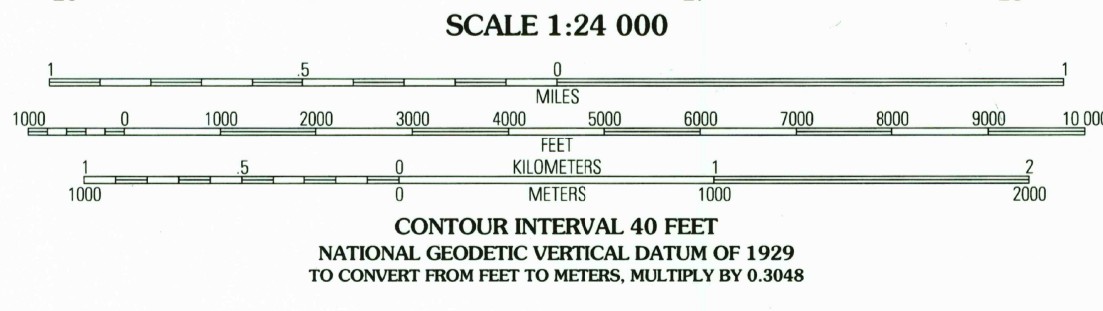 SCALE 1:24 000
1 .5 0 1
MILES
1000 0 1000 2000 3000 4000 5000 6000 7000 8000 9000 10 000
FEET
1 .5 0 KILOMETERS 1 2
1000 0 METERS 1000 2000
CONTOUR INTERVAL 40 FEET
NATIONAL GEODETIC VERTICAL DATUM OF 1929
TO CONVERT FROM FEET TO METERS, MULTIPLY BY 0.3048